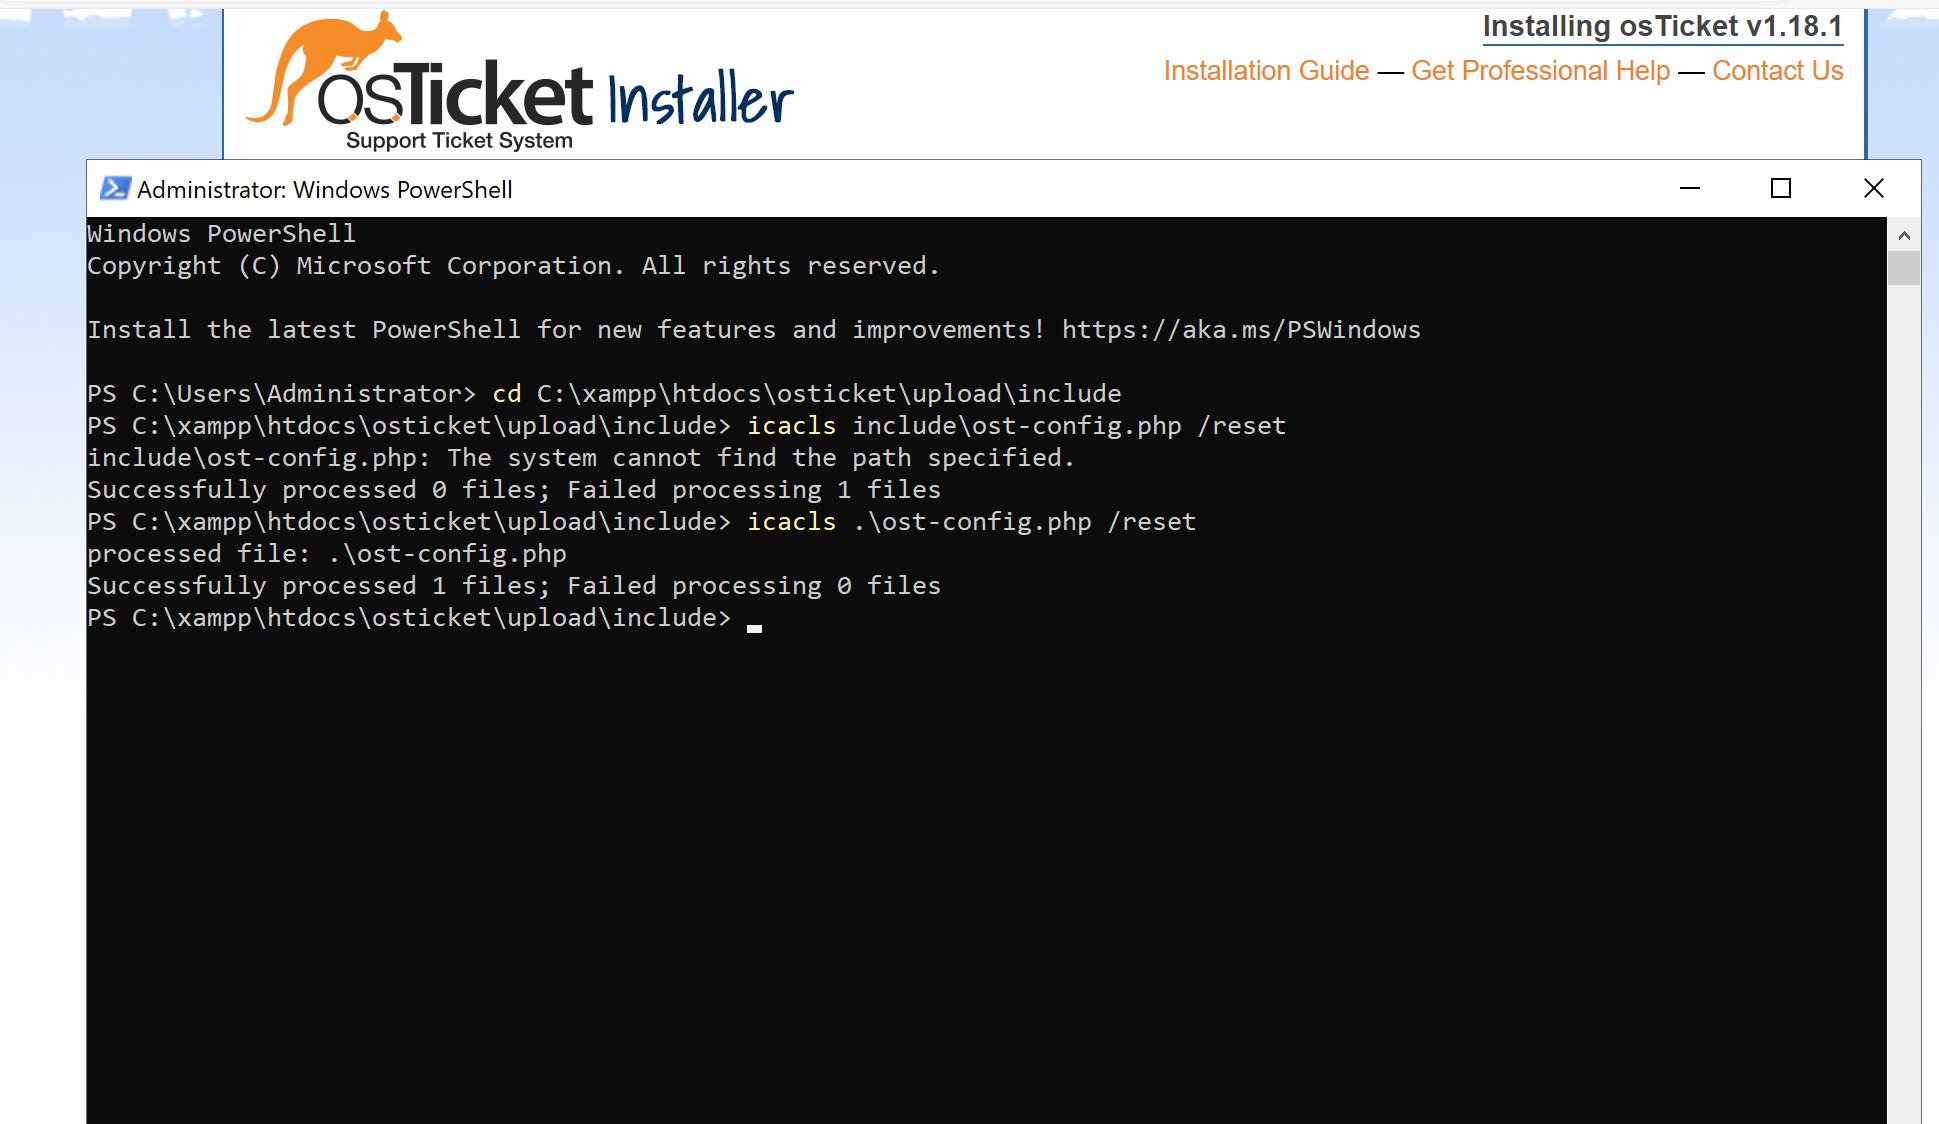 Installing osTicket v1.18.1
Installation Guide — Get Professional Help — Contact Us
osTicket Installer
Support Ticket System
Administrator: Windows PowerShell
Windows PowerShell
Copyright (C) Microsoft Corporation. All rights reserved.
Install the latest PowerShell for new features and improvements! https://aka.ms/PSWindows
PS C:\Users\Administrator> cd C:\xampp\htdocs\osticket\upload\include
PS C:\xampp\htdocs\osticket\upload\include> icacls include\ost-config.php /reset
include\ost-config.php: The system cannot find the path specified.
Successfully processed 0 files; Failed processing 1 files
PS C:\xampp\htdocs\osticket\upload\include> icacls .\ost-config.php /reset
processed file: .\ost-config.php
Successfully processed 1 files; Failed processing 0 files
PS C:\xampp\htdocs\osticket\upload\include>